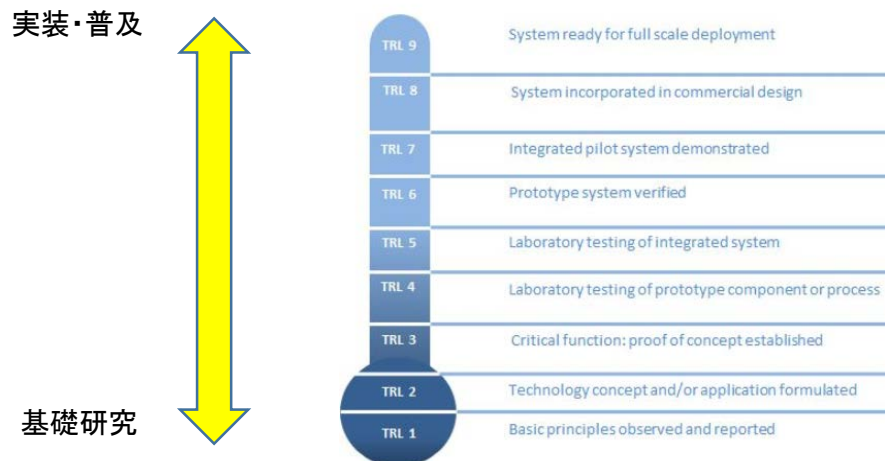 実装・普及
TRL 9
System ready for full scale deployment
TRL 8
System incorporated in commercial design
TRL 7
Integrated pilot system demonstrated
TRL 6
Prototype system verified
TRL 5
Laboratory testing of integrated system
TRL 4
Laboratory testing of prototype component or process
TRL 3
Critical function: proof of concept established
TRL 2
Technology concept and/or application formulated
基礎研究
TRL 1
Basic principles observed and reported